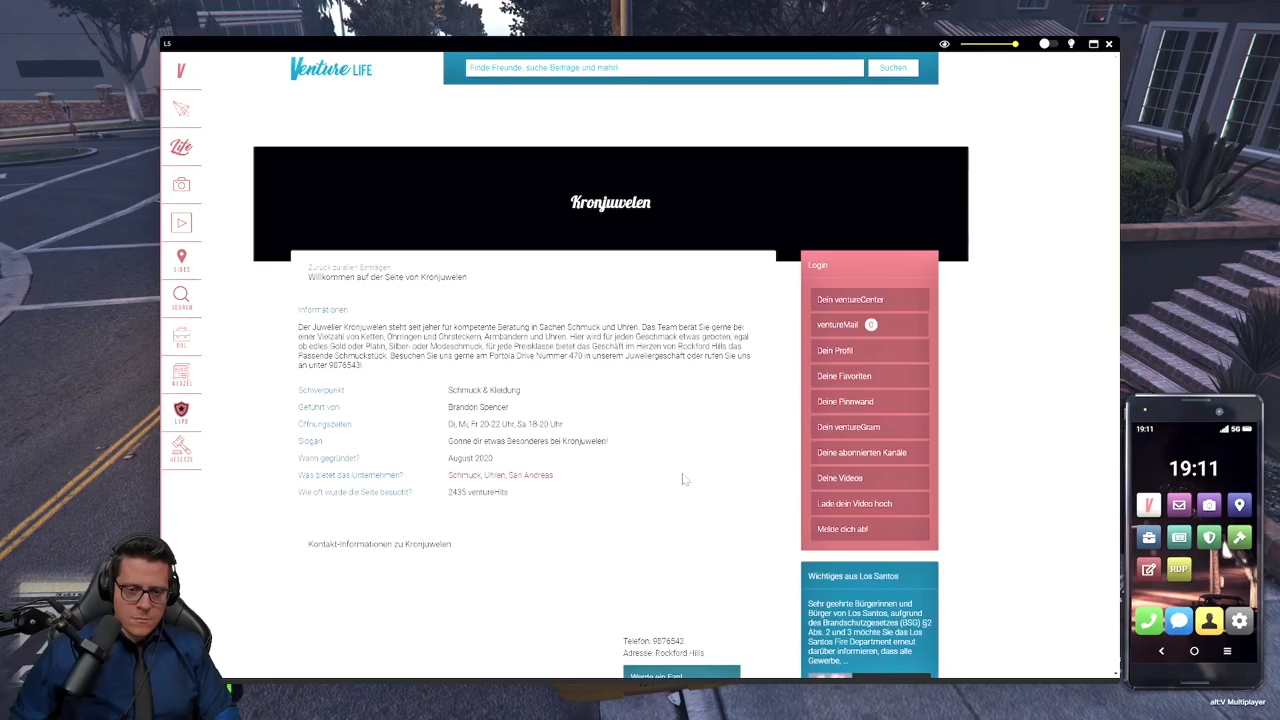 L5
Venture LIFE
Finde Freunde, suche Beiträge und mehr!
Suchen
V
Life
SIDES
SEARCH
WEAZEL
LSPD
GESETZE
Kronjuwelen
Zurück zu allen Einträgen
Willkommen auf der Seite von Kronjuwelen
Informationen
Der Juwelier Kronjuwelen steht seit jeher für kompetente Beratung in Sachen Schmuck und Uhren. Das Team berät Sie gerne bei
einer Vielzahl von Ketten, Ohrringen und Ohrsteckern, Armbändern und Uhren. Hier wird für jeden Geschmack etwas geboten, egal
ob edles Gold oder Platin, Silber- oder Modeschmuck, für jede Preisklasse bietet das Geschäft im Herzen von Rockford Hills das
Passende Schmuckstück. Besuchen Sie uns gerne am Portola Drive Nummer 470 in unserem Juweliergeschäft oder rufen Sie uns
an unter 9876543!
Schwerpunkt Schmuck & Kleidung
Geführt von Brandon Spencer
Öffnungszeiten Di, Mi, Fr 20-22 Uhr, Sa 18-20 Uhr
Slogan Gönne dir etwas Besonderes bei Kronjuwelen!
Wann gegründet? August 2020
Was bietet das Unternehmen? Schmuck, Uhren, San Andreas
Wie oft wurde die Seite besucht? 2435 ventureHits
Kontakt-Informationen zu Kronjuwelen
Telefon: 9876543
Adresse: Rockford Hills
Werde ein Fan!
Login
Dein ventureCenter
ventureMail 0
Dein Profil
Deine Favoriten
Deine Pinnwand
Dein ventureGram
Deine abonnierten Kanäle
Deine Videos
Lade dein Video hoch
Melde dich ab!
Wichtiges aus Los Santos
Sehr geehrte Bürgerinnen und
Bürger von Los Santos, aufgrund
des Brandschutzgesetzes (BSG) §2
Abs. 2 und 3 möchte Sie das Los
Santos Fire Department erneut
darüber informieren, dass alle
Gewerbe, ...
19:11
5G
19:11
V
RDP
alt:V Multiplayer